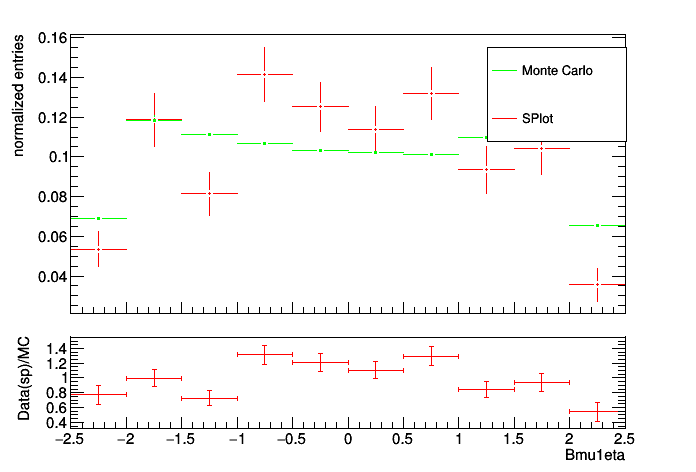 normalized entries
0.16
0.14
0.12
0.1
0.08
0.06
0.04
Monte Carlo
SPlot
Data(sp)/MC
1.4
1.2
1
0.8
0.6
0.4
−2.5 −2 −1.5 −1 −0.5 0 0.5 1 1.5 2 2.5
Bmu1eta